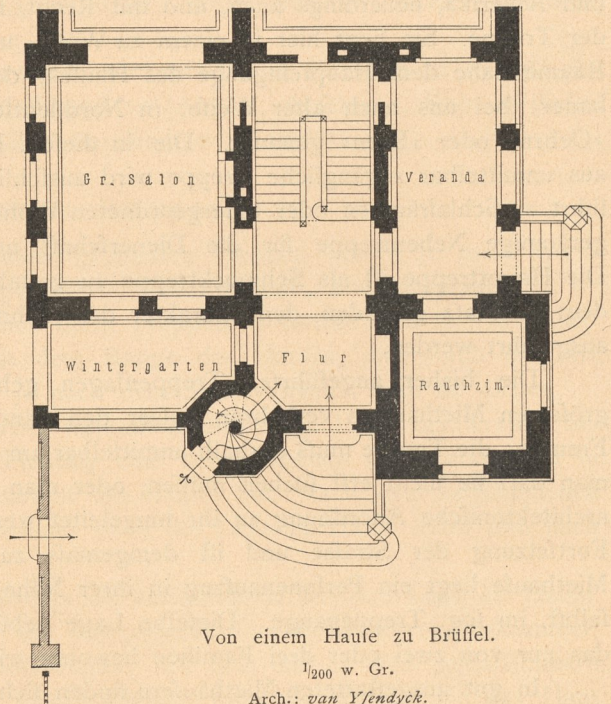 Gr. Salon
Veranda
Wintergarten
Flur
Rauchzim.
Von einem Hauſe zu Brüſſel.
1/200 w. Gr.
Arch.: van Yſendyck.